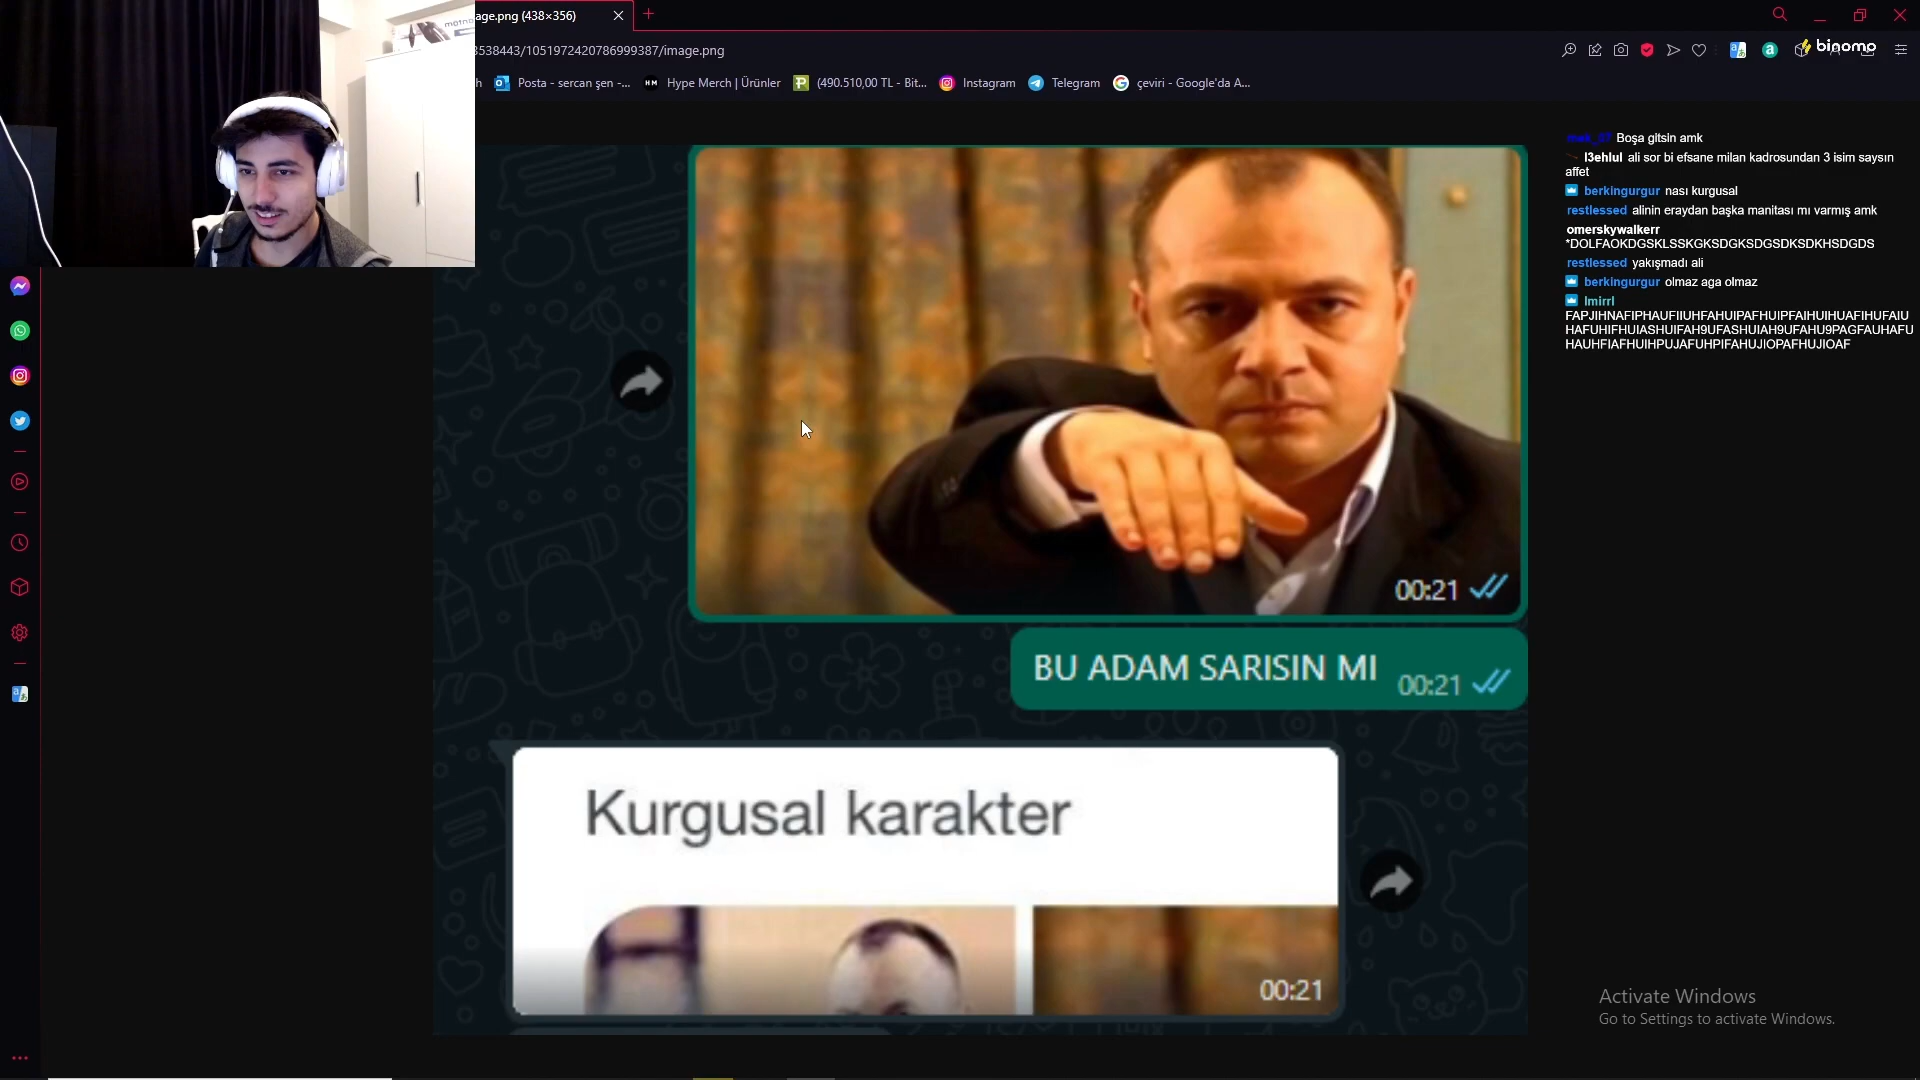 age.png (438×356)
3538443/1051972420786999387/image.png
binomo
h
Posta - sercan şen -...
HM
Hype Merch | Ürünler
(490.510,00 TL - Bit...
Instagram
Telegram
çeviri - Google'da A...
Boşa gitsin amk
l3ehlul ali sor bi efsane milan kadrosundan 3 isim saysın
affet
berkingurgur nası kurgusal
restlessed alinin eraydan başka manitası mı varmış amk
omerskywalkerr
*DOLFAOKDGSKLSSKGKSDGKSDGSDKSDKHSDGDS
restlessed yakışmadı ali
berkingurgur olmaz aga olmaz
lmirrl
FAPJIHNAFIPHAUFIIUHFAHUIPAFHUIPFAIHUIHUAFIHUFAIU
HAFUHIFHUIASHUIFAH9UFASHUIAH9UFAHU9PAGFAUHAFU
HAUHFIAFHUIHPUJAFUHPIFAHUJIOPAFHUJIOAF
00:21
BU ADAM SARISIN MI 00:21
Kurgusal karakter
00:21
Activate Windows
Go to Settings to activate Windows.